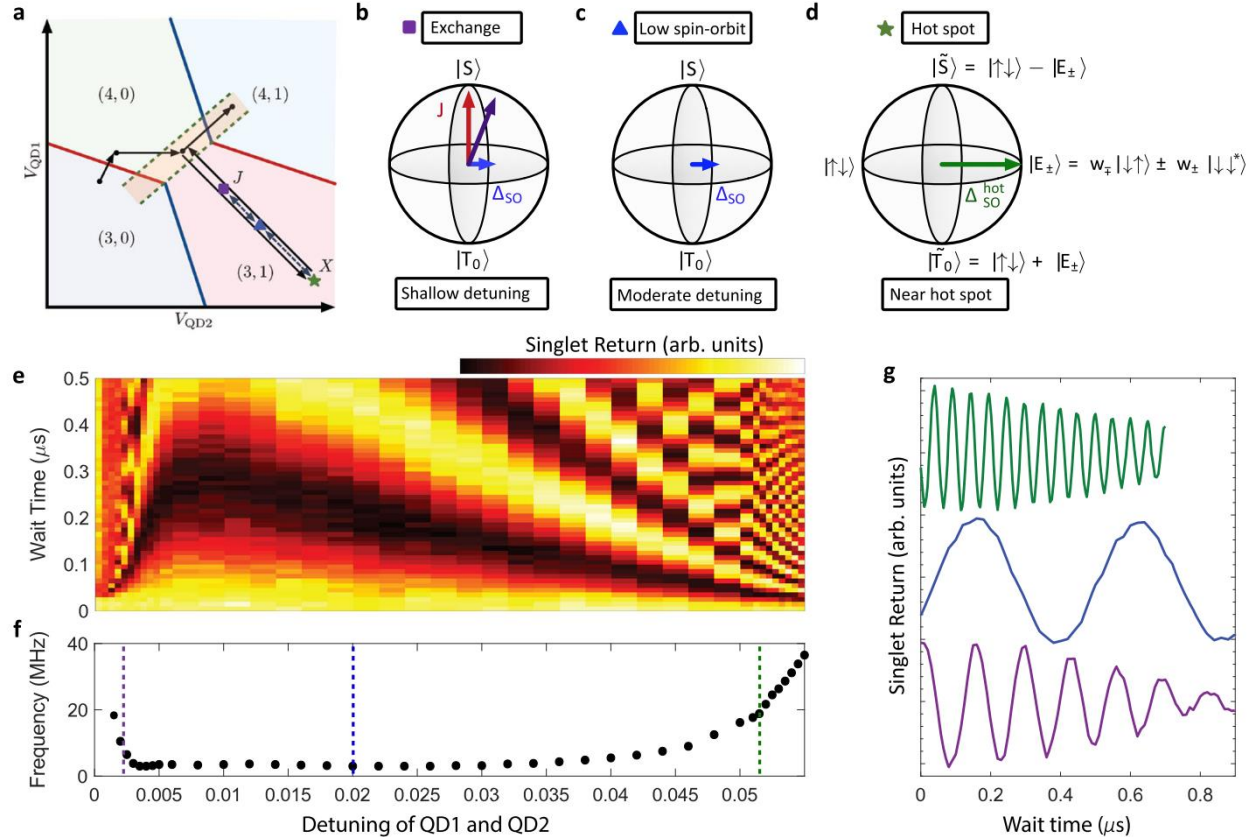 a
V_QD1
(4, 0)
(4, 1)
(3, 0)
(3, 1)
J
X
V_QD2
b
Exchange
|S⟩
J
Δ_SO
|T_0⟩
Shallow detuning
c
Low spin-orbit
|S⟩
Δ_SO
|T_0⟩
Moderate detuning
d
Hot spot
|S̃⟩ = |↑↓⟩ − |E_±⟩
|↑↓⟩
|E_±⟩ = w_∓ |↓↑⟩ ± w_± |↓↓*⟩
Δ_SO^hot
|T̃_0⟩ = |↑↓⟩ + |E_±⟩
Near hot spot
e
Singlet Return (arb. units)
Wait Time (μs)
0.5
0.4
0.3
0.2
0.1
0
f
Frequency (MHz)
40
20
0
0 0.005 0.01 0.015 0.02 0.025 0.03 0.035 0.04 0.045 0.05
Detuning of QD1 and QD2
g
Singlet Return (arb. units)
0 0.2 0.4 0.6 0.8
Wait time (μs)